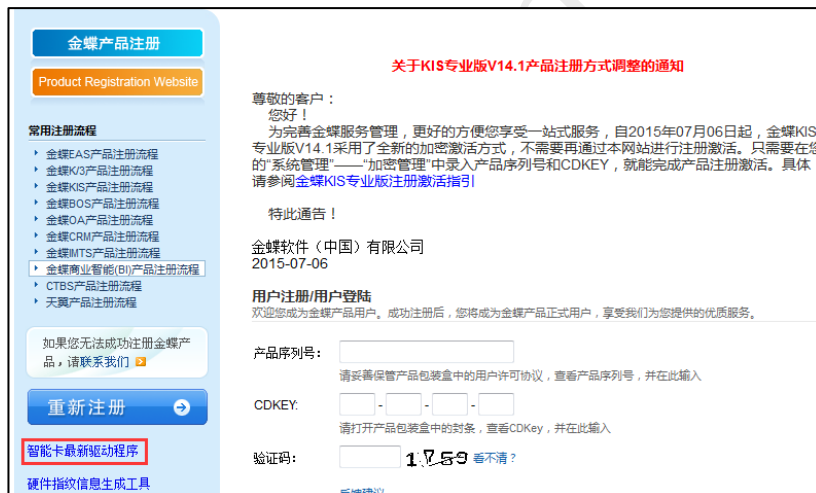 金蝶产品注册
Product Registration Website
常用注册流程
金蝶EAS产品注册流程
金蝶K/3产品注册流程
金蝶KIS产品注册流程
金蝶BOS产品注册流程
金蝶OA产品注册流程
金蝶CRM产品注册流程
金蝶IMTS产品注册流程
金蝶商业智能(BI)产品注册流程
CTBS产品注册流程
天翼产品注册流程
如果您无法成功注册金蝶产
品，请联系我们
重新注册
智能卡最新驱动程序
硬件指纹信息生成工具
关于KIS专业版V14.1产品注册方式调整的通知
尊敬的客户：
您好！
为完善金蝶服务管理，更好的方便您享受一站式服务，自2015年07月06日起，金蝶KIS
专业版V14.1采用了全新的加密激活方式，不需要再通过本网站进行注册激活。只需要在您
的“系统管理”——“加密管理”中录入产品序列号和CDKEY，就能完成产品注册激活。具体
请参阅金蝶KIS专业版注册激活指引
特此通告！
金蝶软件（中国）有限公司
2015-07-06
用户注册/用户登陆
欢迎您成为金蝶产品用户。成功注册后，您将成为金蝶产品正式用户，享受我们为您提供的优质服务。
产品序列号：
请妥善保管产品包装盒中的用户许可协议，查看产品序列号，并在此输入
CDKEY:
- - -
请打开产品包装盒中的封条，查看CDKey，并在此输入
验证码：
1759 看不清？